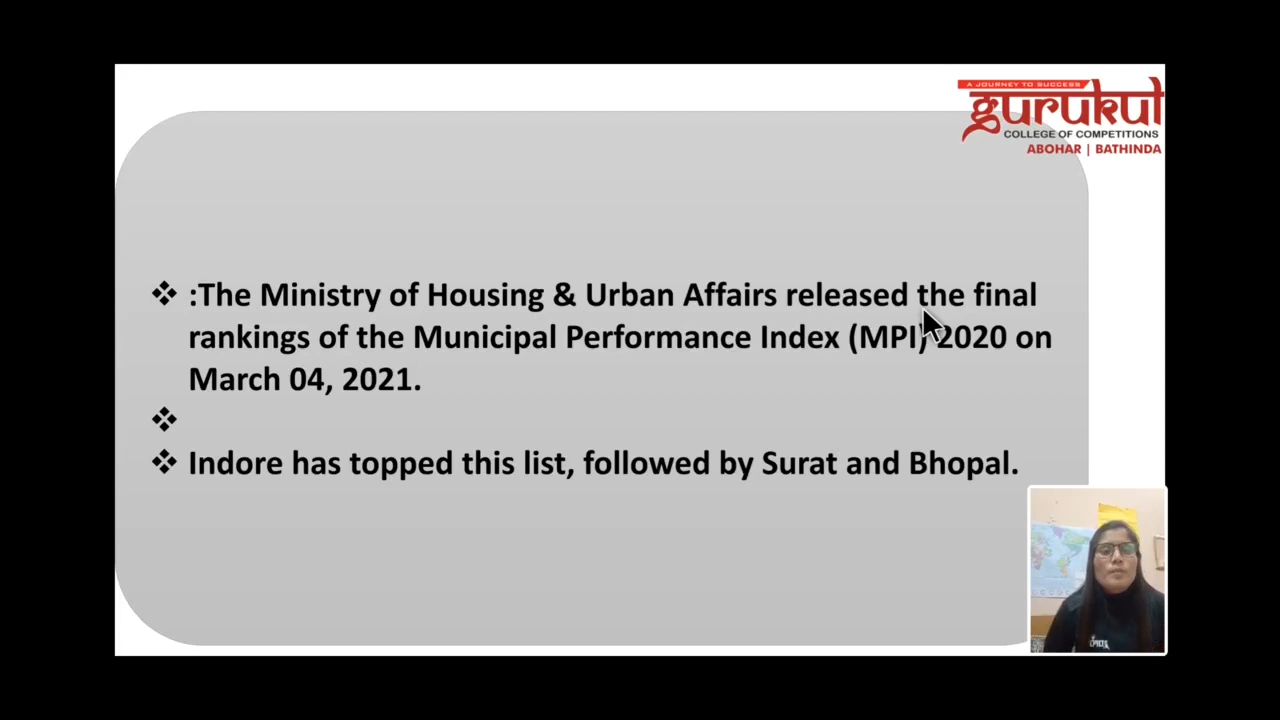 A JOURNEY TO SUCCESS
gurukul
COLLEGE OF COMPETITIONS
ABOHAR | BATHINDA
❖ :The Ministry of Housing & Urban Affairs released the final
rankings of the Municipal Performance Index (MPI) 2020 on
March 04, 2021.
❖
❖ Indore has topped this list, followed by Surat and Bhopal.